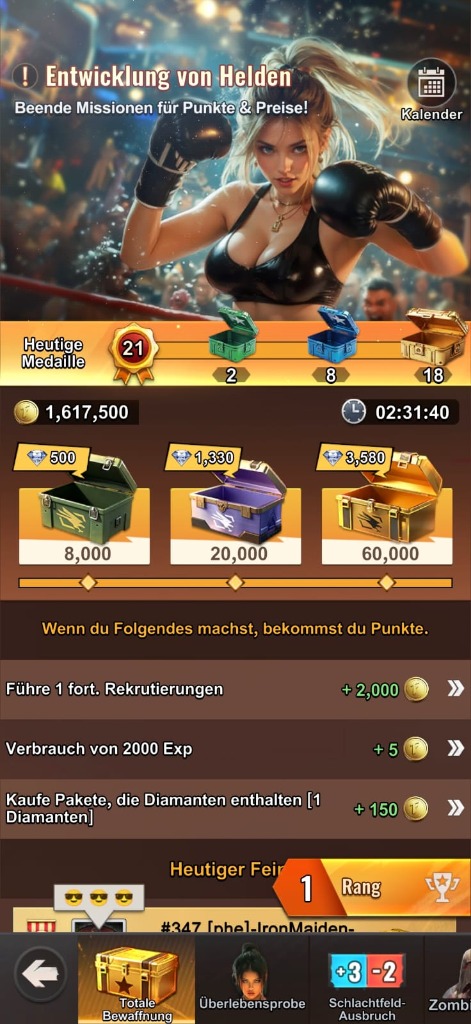 ! Entwicklung von Helden
Beende Missionen für Punkte & Preise!
Kalender
Heutige
Medaille
21
2
8
18
1,617,500
02:31:40
500
1,330
3,580
8,000
20,000
60,000
Wenn du Folgendes machst, bekommst du Punkte.
Führe 1 fort. Rekrutierungen
+ 2,000
Verbrauch von 2000 Exp
+ 5
Kaufe Pakete, die Diamanten enthalten [1
Diamanten]
+ 150
Heutiger
1
Rang
#347 [phe]-IronMaiden-
Totale
Bewaffnung
Überlebensprobe
+3 -2
Schlachtfeld-
Ausbruch
Zombi